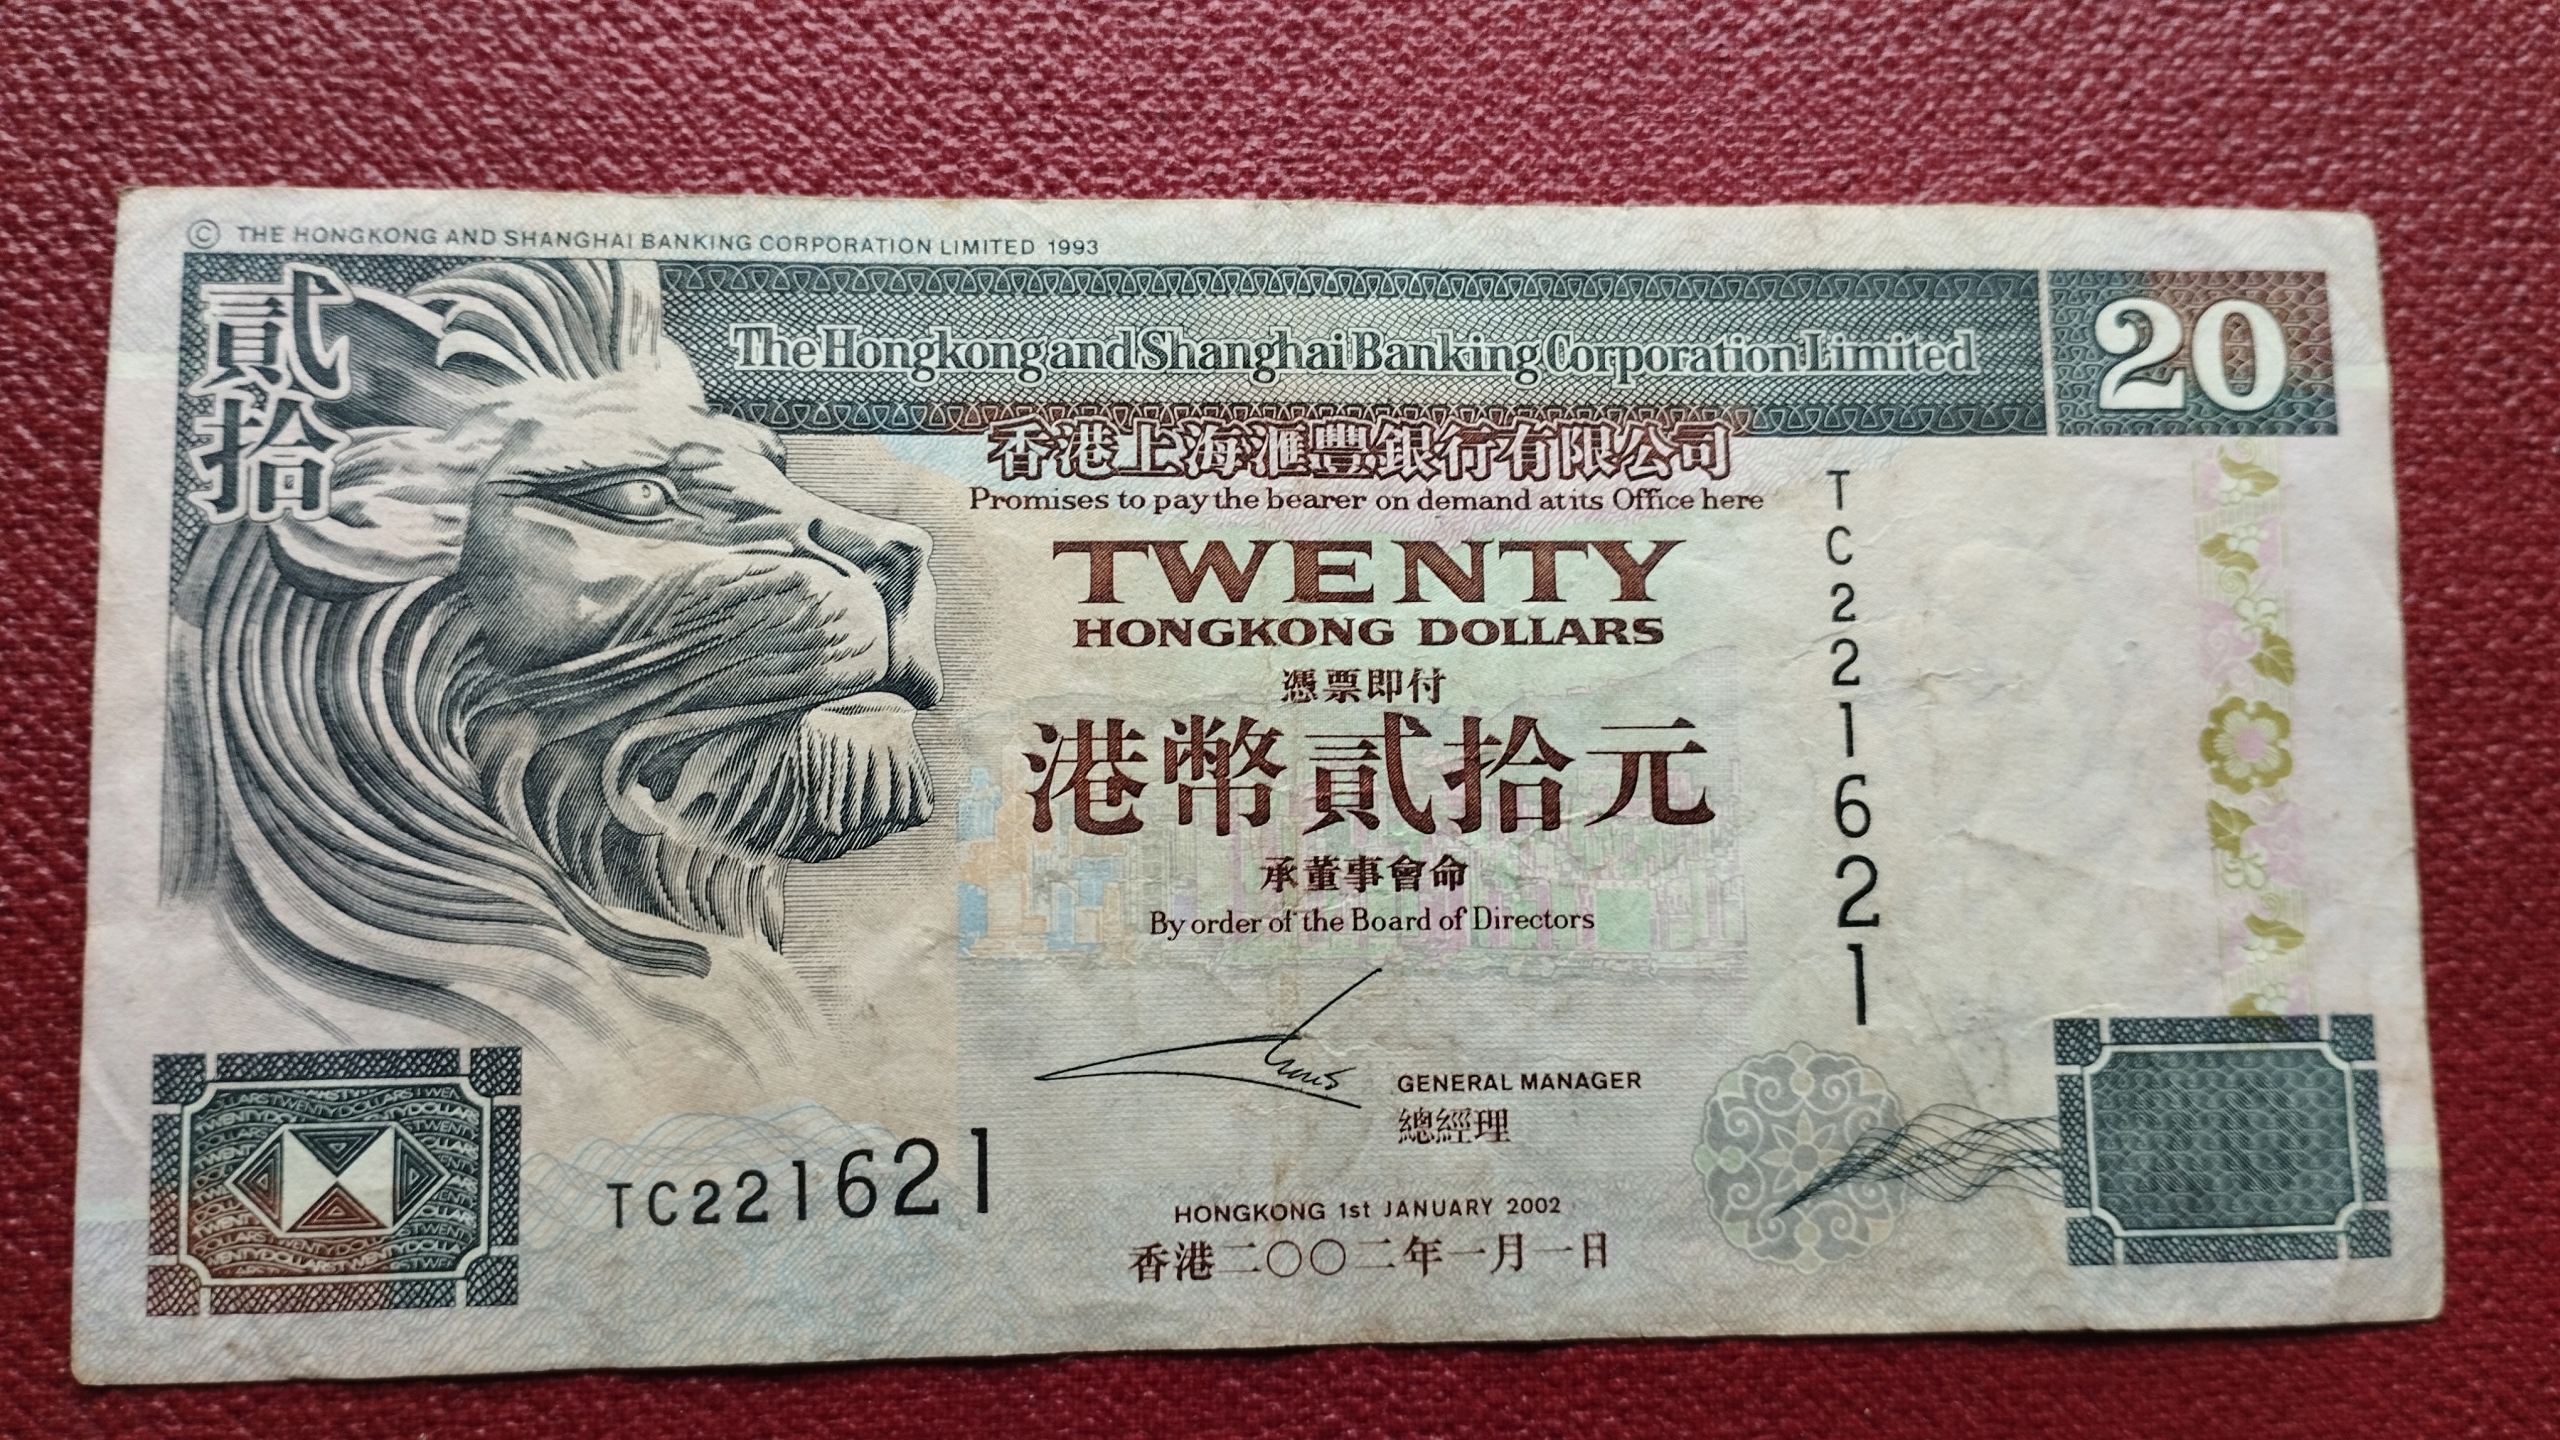 © THE HONGKONG AND SHANGHAI BANKING CORPORATION LIMITED 1993
貳拾
The Hongkong and Shanghai Banking Corporation Limited
20
香港上海滙豐銀行有限公司
Promises to pay the bearer on demand at its Office here
TWENTY
HONGKONG DOLLARS
憑票即付
港幣貳拾元
承董事會命
By order of the Board of Directors
TC221621
GENERAL MANAGER
總經理
TC221621
HONGKONG 1st JANUARY 2002
香港二〇〇二年一月一日